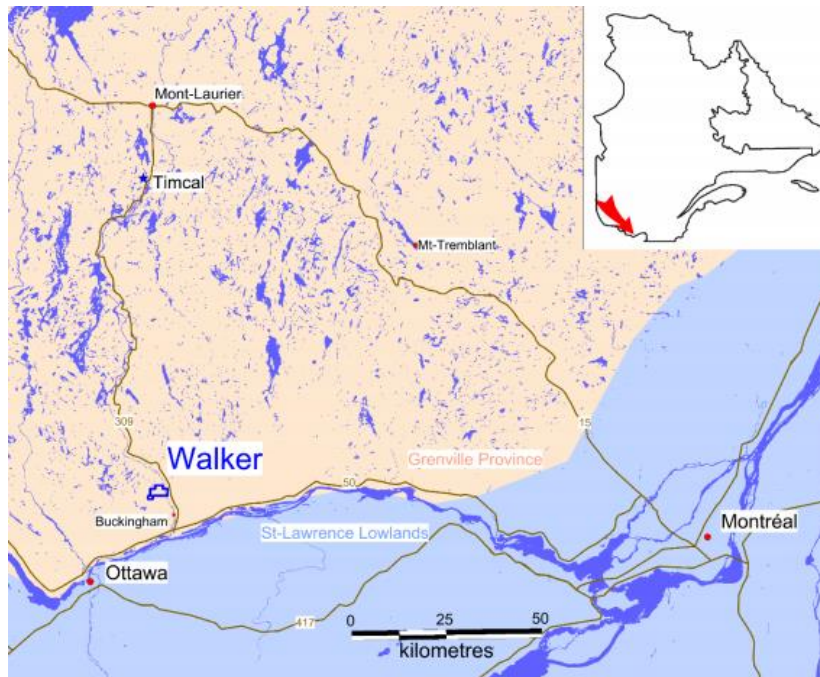 Mont-Laurier
Timcal
Mt-Tremblant
309
15
Walker
Grenville Province
50
Buckingham
St-Lawrence Lowlands
Montréal
Ottawa
417
0 25 50
kilometres